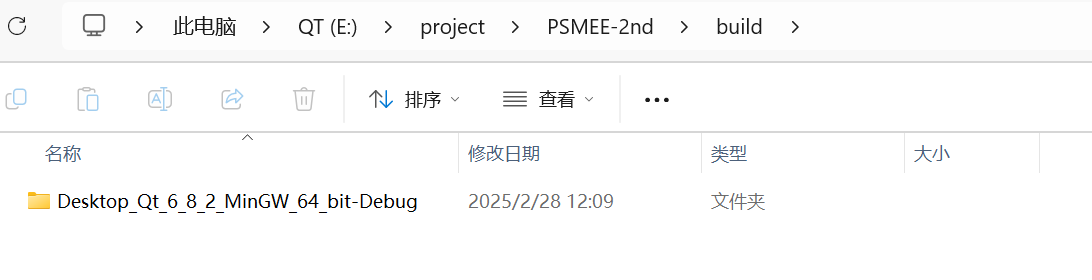 此电脑 > QT (E:) > project > PSMEE-2nd > build >
排序 查看
名称 修改日期 类型 大小
Desktop_Qt_6_8_2_MinGW_64_bit-Debug 2025/2/28 12:09 文件夹